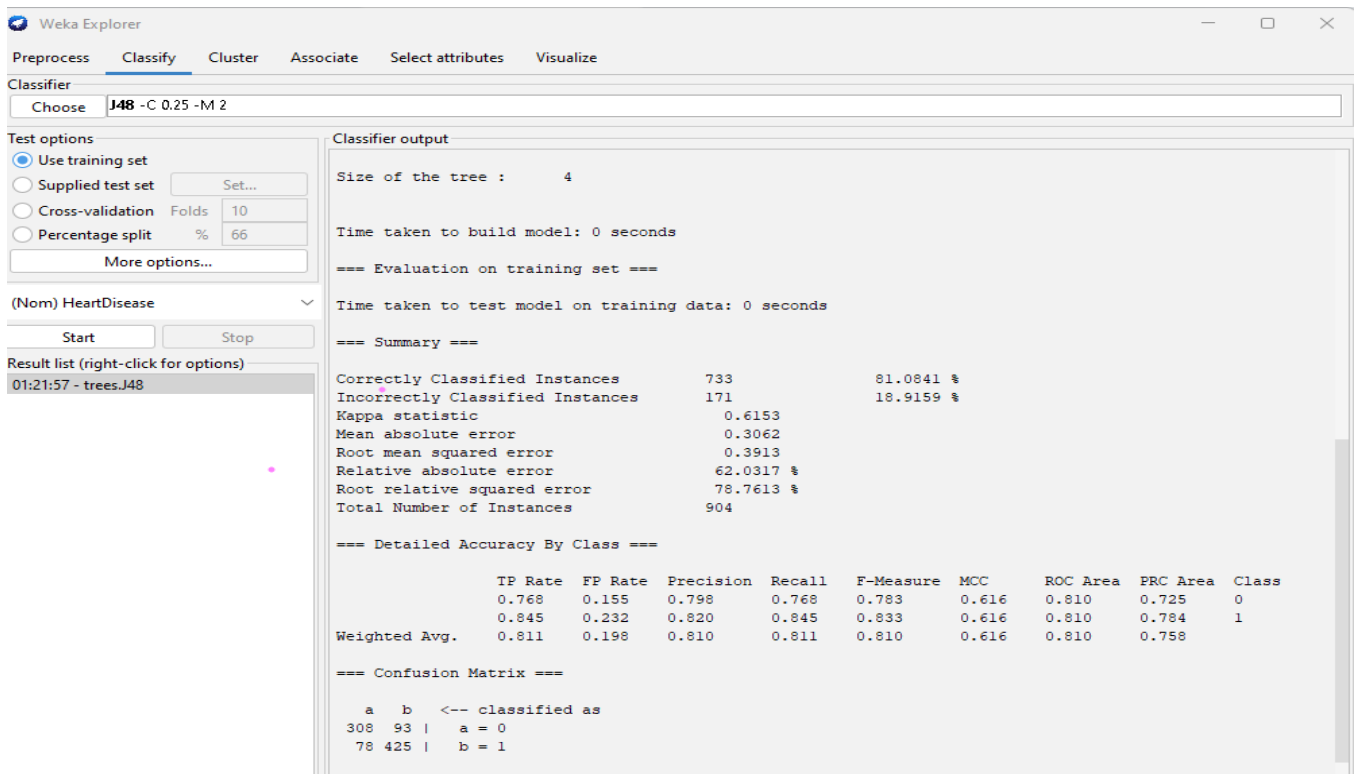 Weka Explorer
Preprocess Classify Cluster Associate Select attributes Visualize
Classifier
Choose J48 -C 0.25 -M 2
Test options
Use training set
Supplied test set Set...
Cross-validation Folds 10
Percentage split % 66
More options...
(Nom) HeartDisease
Start Stop
Result list (right-click for options)
01:21:57 - trees.J48
Classifier output
Size of the tree : 4
Time taken to build model: 0 seconds
=== Evaluation on training set ===
Time taken to test model on training data: 0 seconds
=== Summary ===
Correctly Classified Instances 733 81.0841 %
Incorrectly Classified Instances 171 18.9159 %
Kappa statistic 0.6153
Mean absolute error 0.3062
Root mean squared error 0.3913
Relative absolute error 62.0317 %
Root relative squared error 78.7613 %
Total Number of Instances 904
=== Detailed Accuracy By Class ===
TP Rate FP Rate Precision Recall F-Measure MCC ROC Area PRC Area Class
0.768 0.155 0.798 0.768 0.783 0.616 0.810 0.725 0
0.845 0.232 0.820 0.845 0.833 0.616 0.810 0.784 1
Weighted Avg. 0.811 0.198 0.810 0.811 0.810 0.616 0.810 0.758
=== Confusion Matrix ===
a b <-- classified as
308 93 | a = 0
78 425 | b = 1